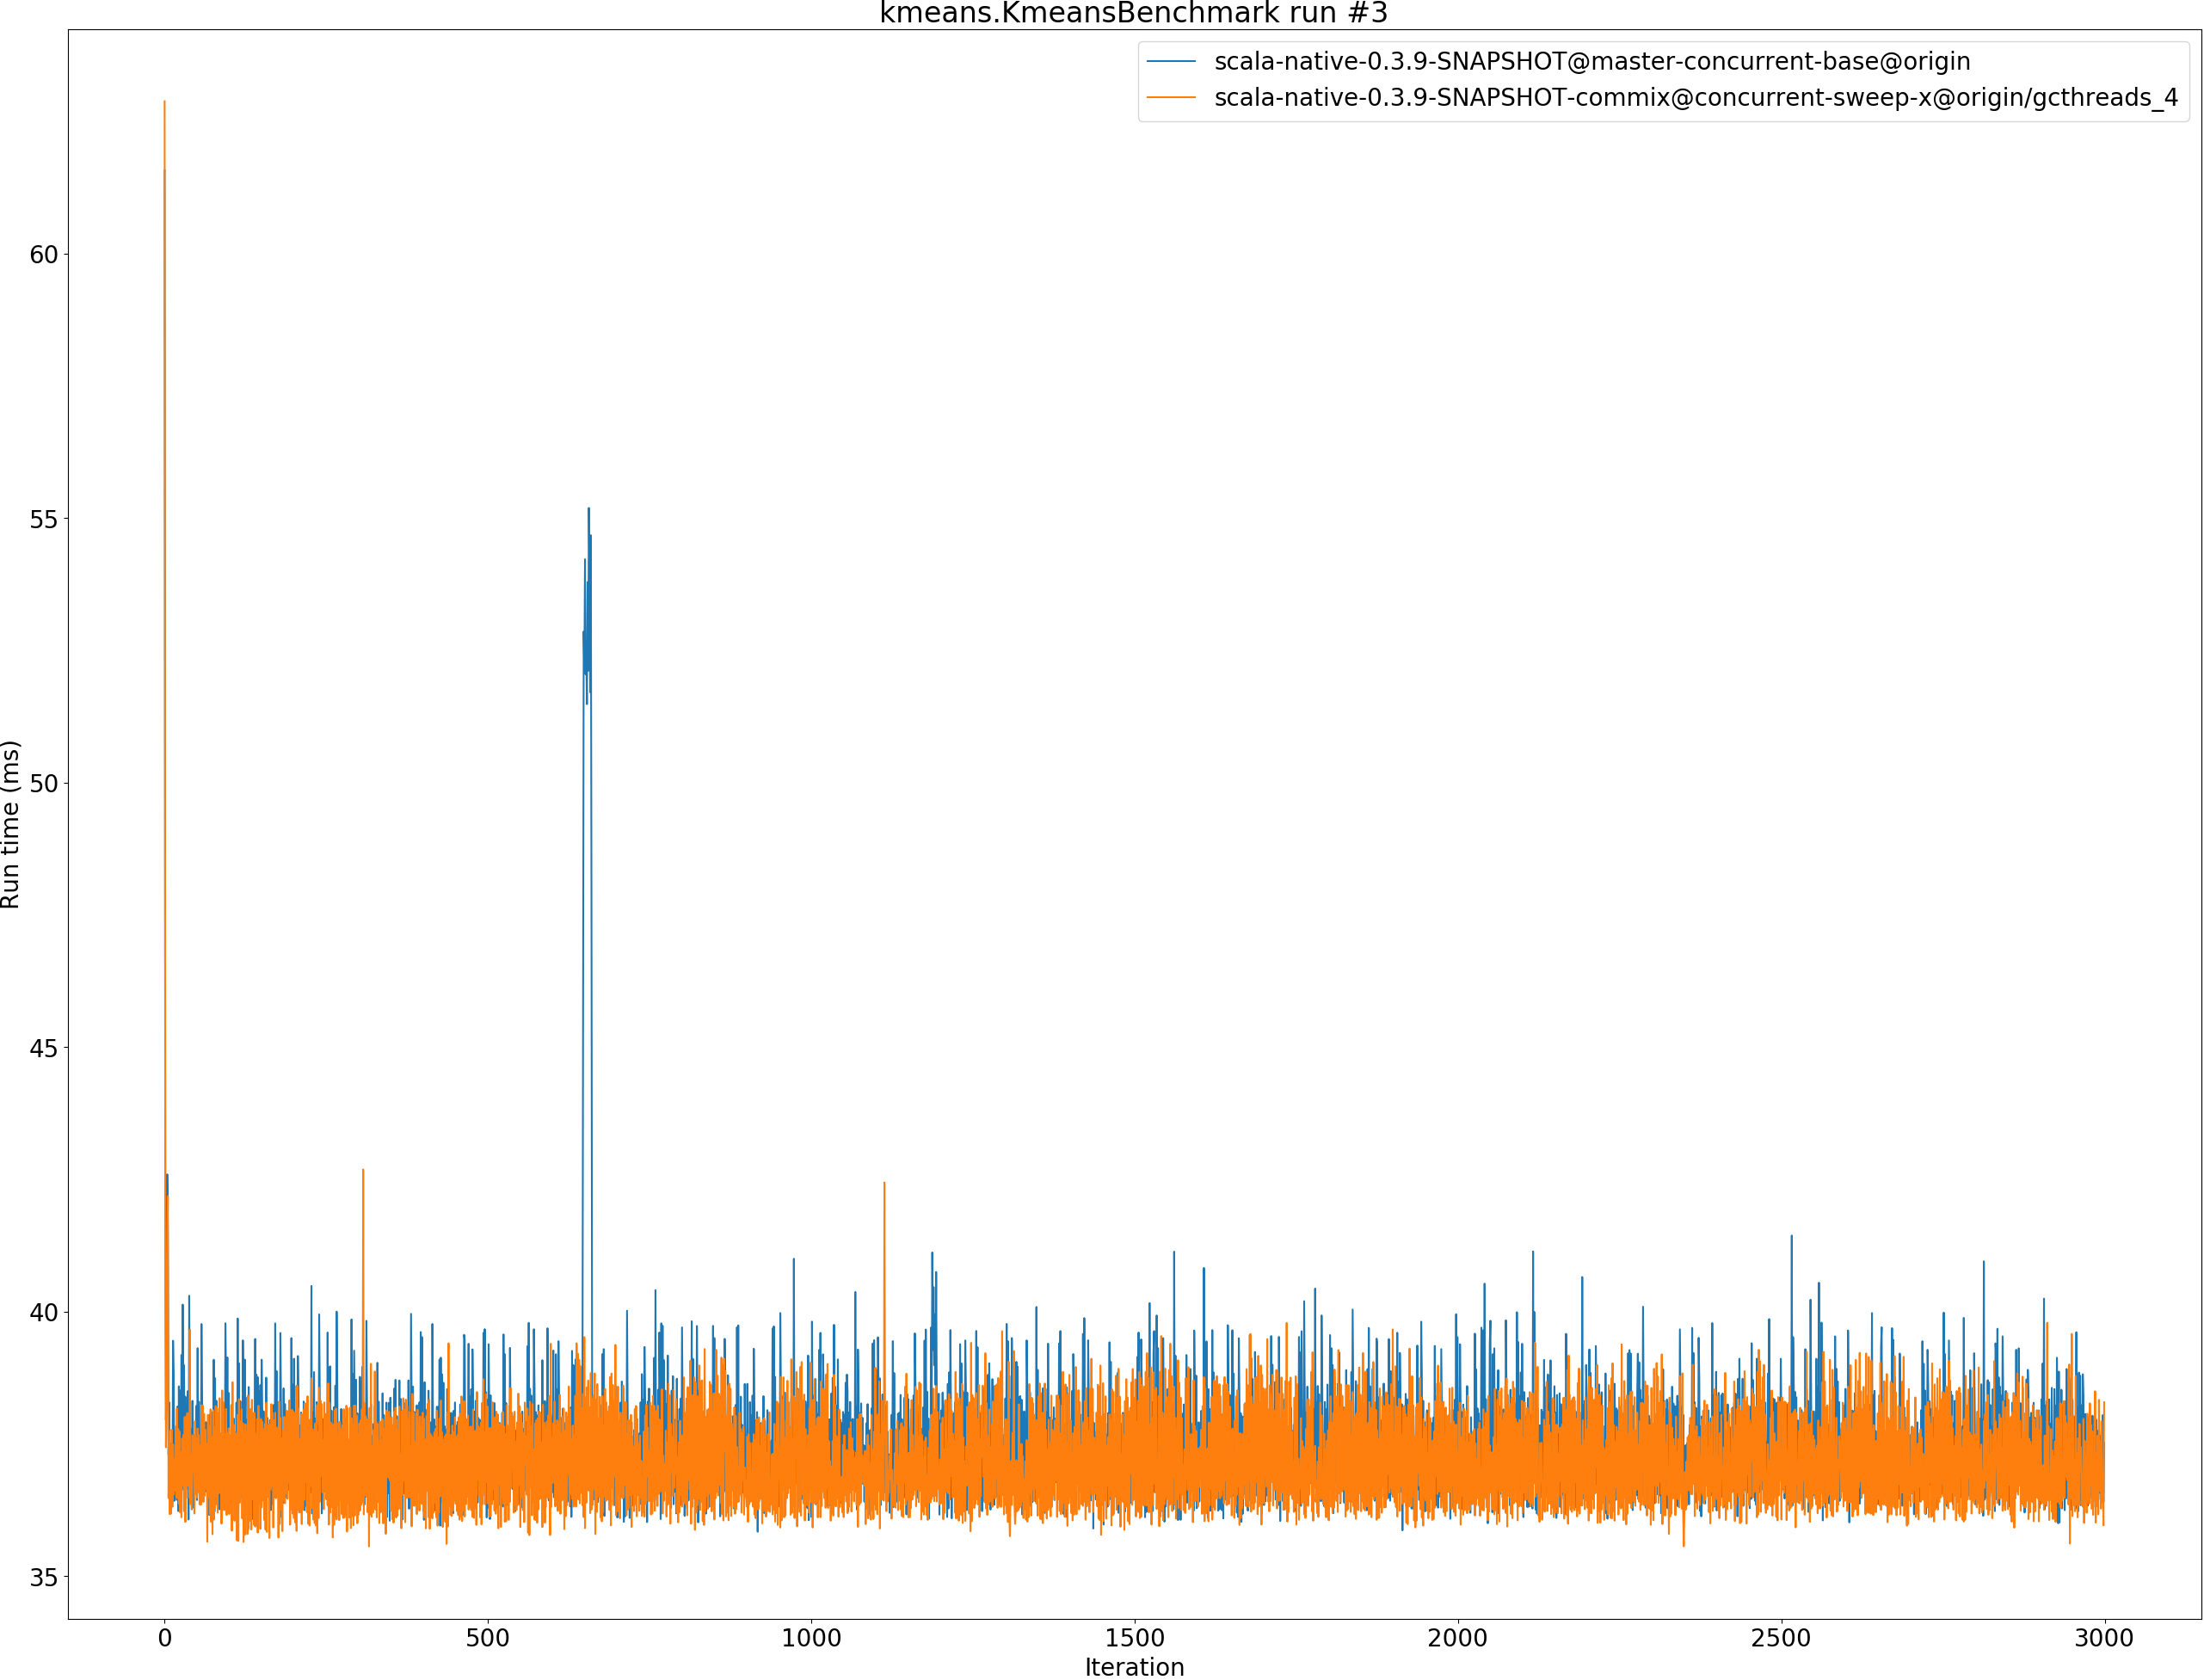 kmeans.KmeansBenchmark run #3
scala-native-0.3.9-SNAPSHOT@master-concurrent-base@origin
scala-native-0.3.9-SNAPSHOT-commix@concurrent-sweep-x@origin/gcthreads_4
Run time (ms)
60
55
50
45
40
35
0 500 1000 1500 2000 2500 3000
Iteration